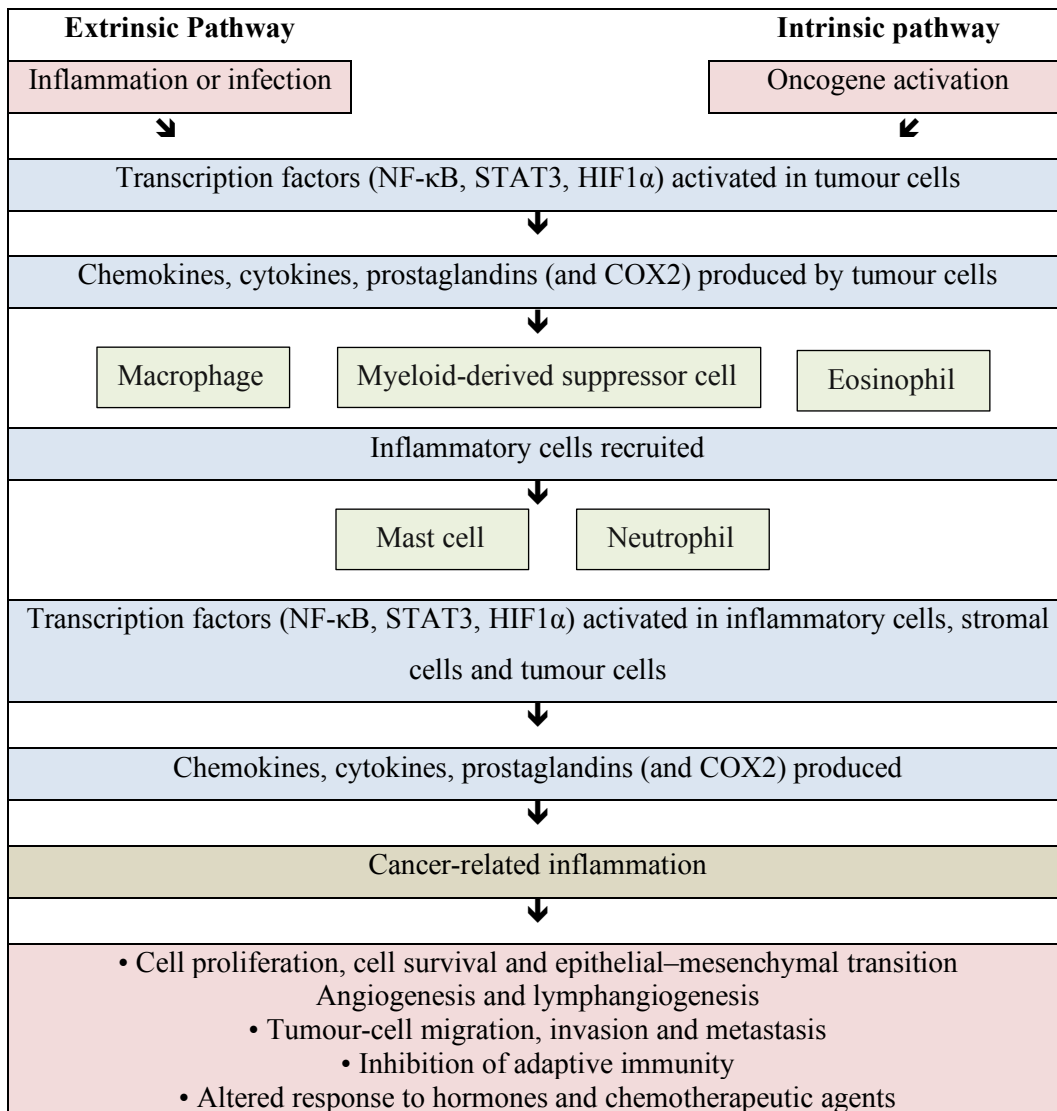 Extrinsic Pathway
Intrinsic pathway
Inflammation or infection
Oncogene activation
Transcription factors (NF-κB, STAT3, HIF1α) activated in tumour cells
Chemokines, cytokines, prostaglandins (and COX2) produced by tumour cells
Macrophage
Myeloid-derived suppressor cell
Eosinophil
Inflammatory cells recruited
Mast cell
Neutrophil
Transcription factors (NF-κB, STAT3, HIF1α) activated in inflammatory cells, stromal
cells and tumour cells
Chemokines, cytokines, prostaglandins (and COX2) produced
Cancer-related inflammation
• Cell proliferation, cell survival and epithelial–mesenchymal transition
Angiogenesis and lymphangiogenesis
• Tumour-cell migration, invasion and metastasis
• Inhibition of adaptive immunity
• Altered response to hormones and chemotherapeutic agents